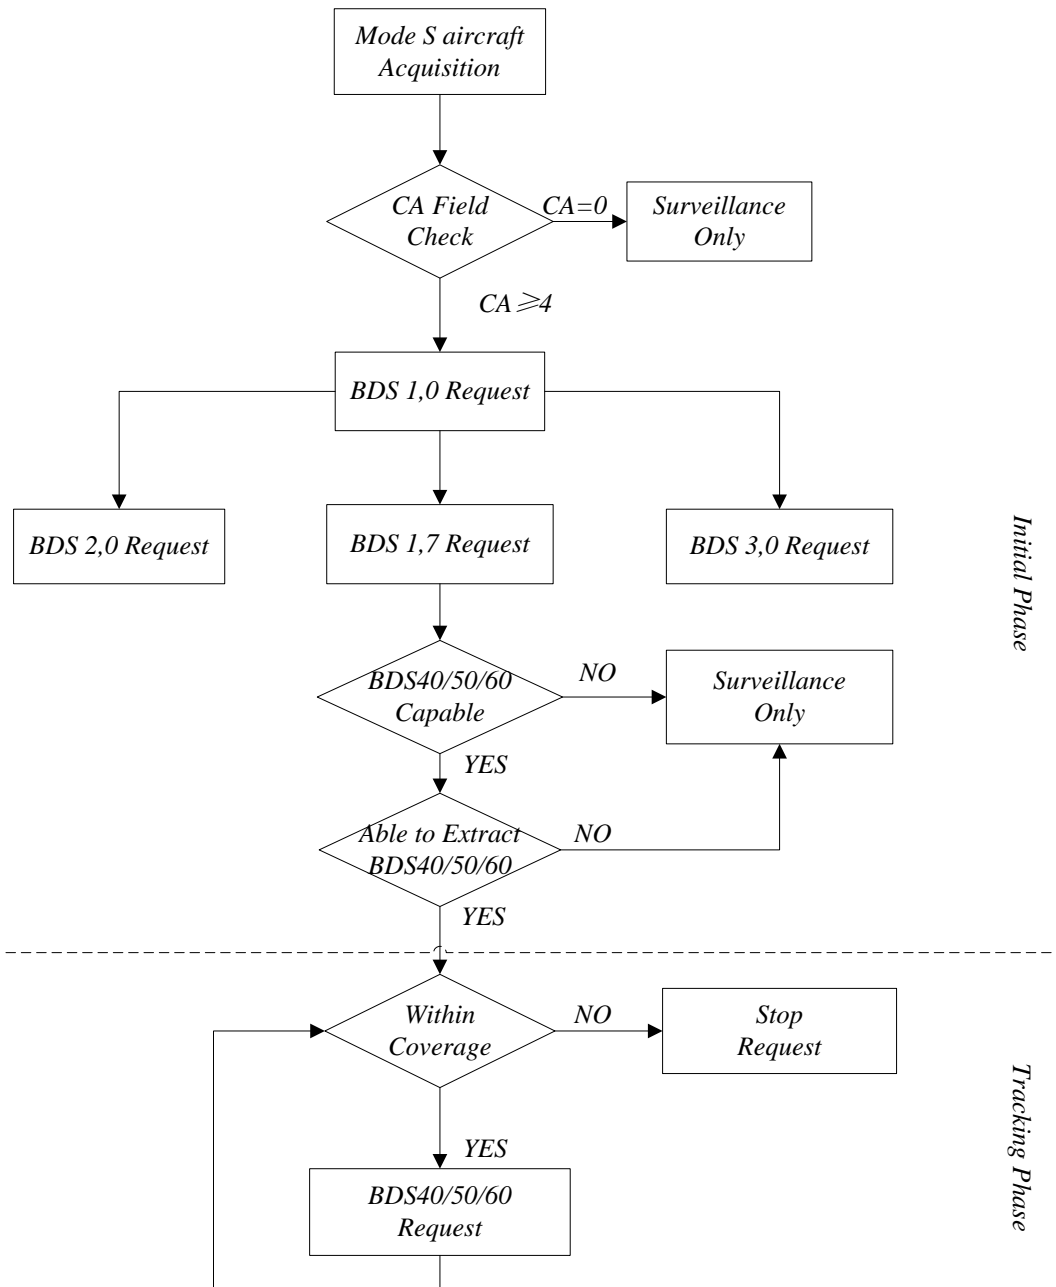 Mode S aircraft
Acquisition
CA Field
Check
CA=0
Surveillance
Only
CA⩾4
BDS 1,0 Request
BDS 2,0 Request
BDS 1,7 Request
BDS 3,0 Request
Initial Phase
BDS40/50/60
Capable
NO
Surveillance
Only
YES
Able to Extract
BDS40/50/60
NO
YES
Within
Coverage
NO
Stop
Request
Tracking Phase
YES
BDS40/50/60
Request